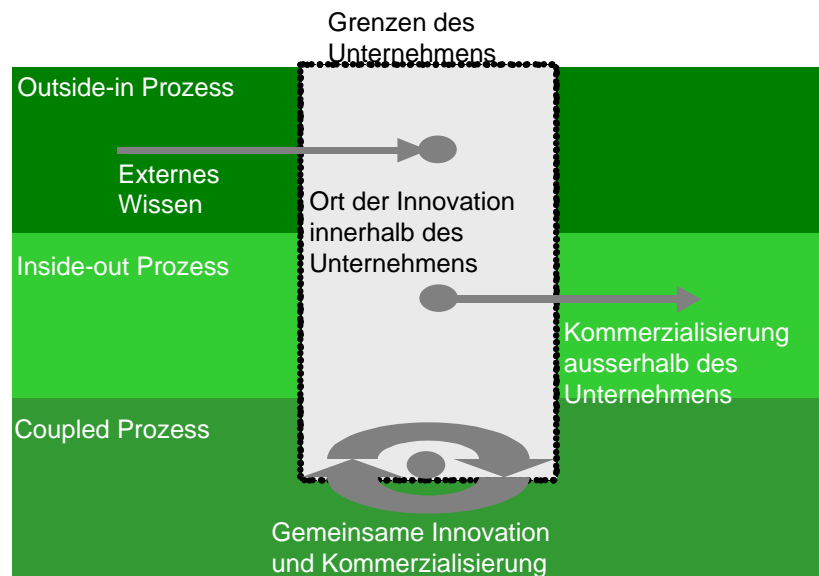 Grenzen des
Unternehmens
Outside-in Prozess
Externes
Wissen
Ort der Innovation
innerhalb des
Unternehmens
Inside-out Prozess
Kommerzialisierung
ausserhalb des
Unternehmens
Coupled Prozess
Gemeinsame Innovation
und Kommerzialisierung